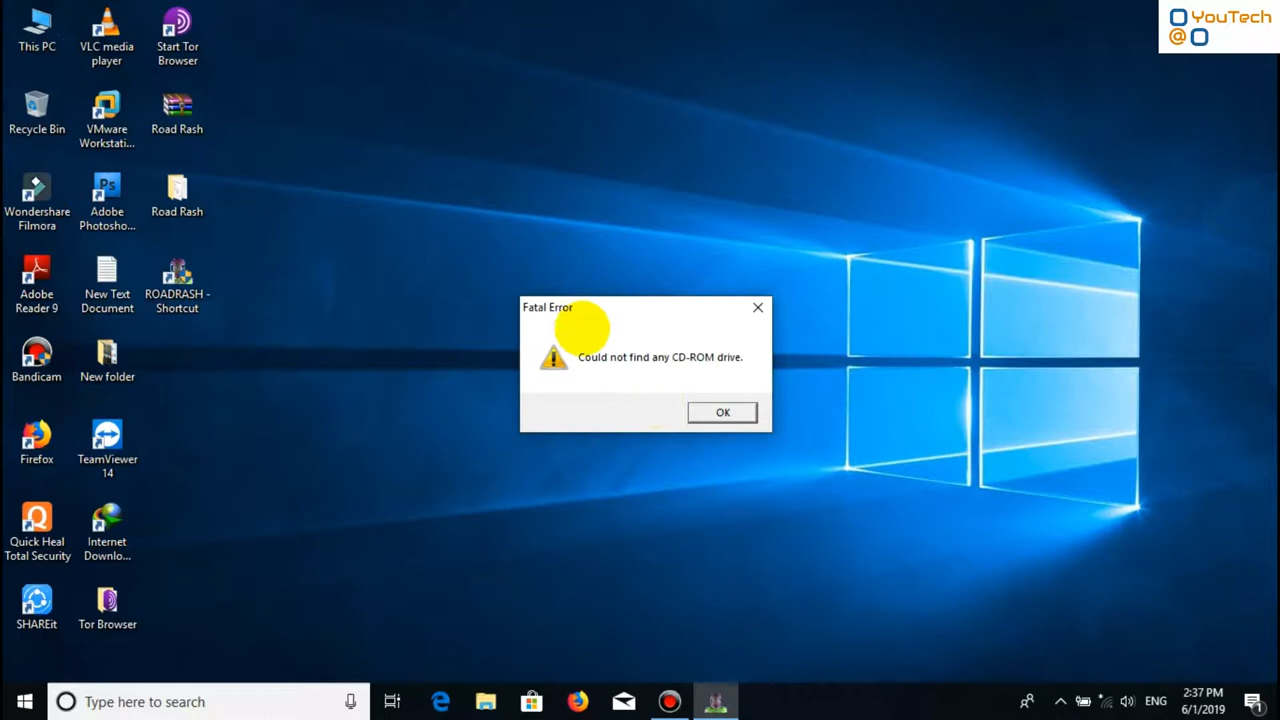 YouTech
@
This PC
VLC media
player
Start Tor
Browser
Recycle Bin
VMware
Workstati...
Road Rash
Wondershare
Filmora
Ps
Adobe
Photosho...
Road Rash
Adobe
Reader 9
New Text
Document
ROADRASH -
Shortcut
Bandicam
New folder
Firefox
TeamViewer
14
Quick Heal
Total Security
Internet
Downlo...
SHAREit
Tor Browser
Fatal Error
Could not find any CD-ROM drive.
OK
Type here to search
ENG
2:37 PM
6/1/2019
1